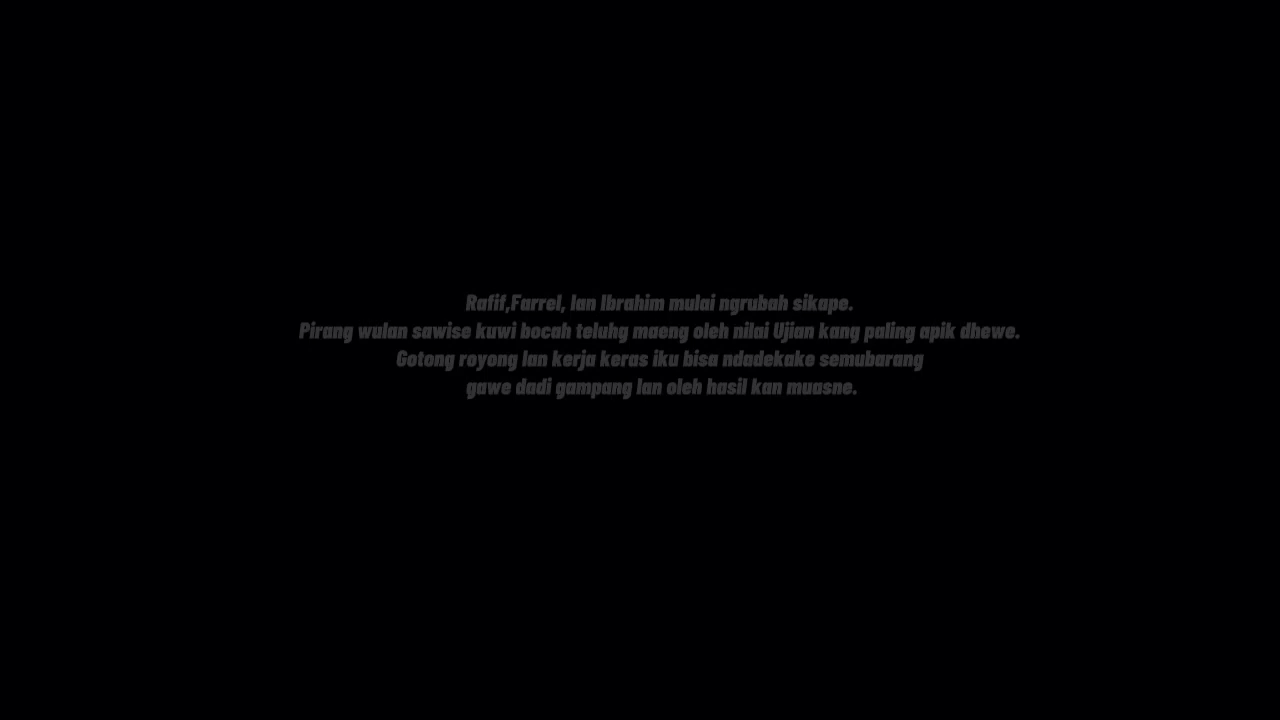 Rafif,Farrel, lan Ibrahim mulai ngrubah sikape.
Pirang wulan sawise kuwi bocah teluhg maeng oleh nilai Ujian kang paling apik dhewe.
Gotong royong lan kerja keras iku bisa ndadekake semubarang
gawe dadi gampang lan oleh hasil kan muasne.